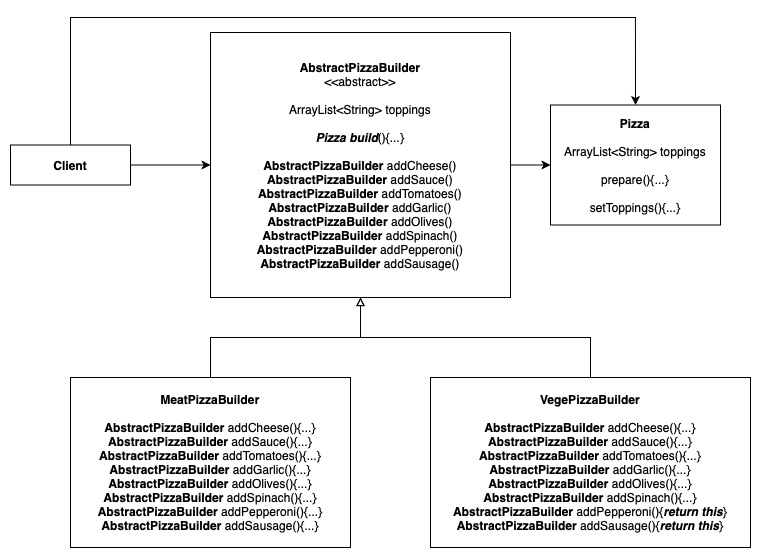 AbstractPizzaBuilder
<<abstract>>
ArrayList<String> toppings
Pizza build(){...}
AbstractPizzaBuilder addCheese()
AbstractPizzaBuilder addSauce()
AbstractPizzaBuilder addTomatoes()
AbstractPizzaBuilder addGarlic()
AbstractPizzaBuilder addOlives()
AbstractPizzaBuilder addSpinach()
AbstractPizzaBuilder addPepperoni()
AbstractPizzaBuilder addSausage()
Client
Pizza
ArrayList<String> toppings
prepare(){...}
setToppings(){...}
MeatPizzaBuilder
AbstractPizzaBuilder addCheese(){...}
AbstractPizzaBuilder addSauce(){...}
AbstractPizzaBuilder addTomatoes(){...}
AbstractPizzaBuilder addGarlic(){...}
AbstractPizzaBuilder addOlives(){...}
AbstractPizzaBuilder addSpinach(){...}
AbstractPizzaBuilder addPepperoni(){...}
AbstractPizzaBuilder addSausage(){...}
VegePizzaBuilder
AbstractPizzaBuilder addCheese(){...}
AbstractPizzaBuilder addSauce(){...}
AbstractPizzaBuilder addTomatoes(){...}
AbstractPizzaBuilder addGarlic(){...}
AbstractPizzaBuilder addOlives(){...}
AbstractPizzaBuilder addSpinach(){...}
AbstractPizzaBuilder addPepperoni(){return this}
AbstractPizzaBuilder addSausage(){return this}